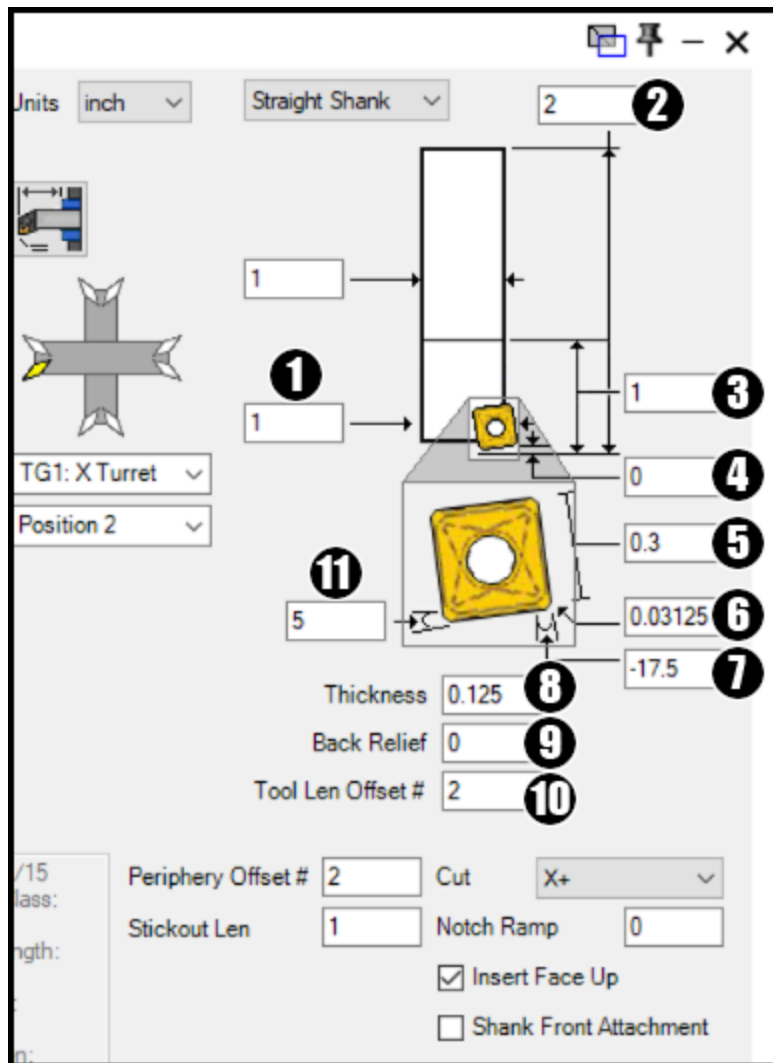 Units inch Straight Shank 2 2
1
1
1 1 3
TG1: X Turret 0 4
Position 2 0.3 5
11
5 0.03125 6
-17.5 7
Thickness 0.125 8
Back Relief 0 9
Tool Len Offset # 2 10
/15 Periphery Offset # 2 Cut X+
lass:
Stickout Len 1 Notch Ramp 0
ngth:
Insert Face Up
Shank Front Attachment
n: